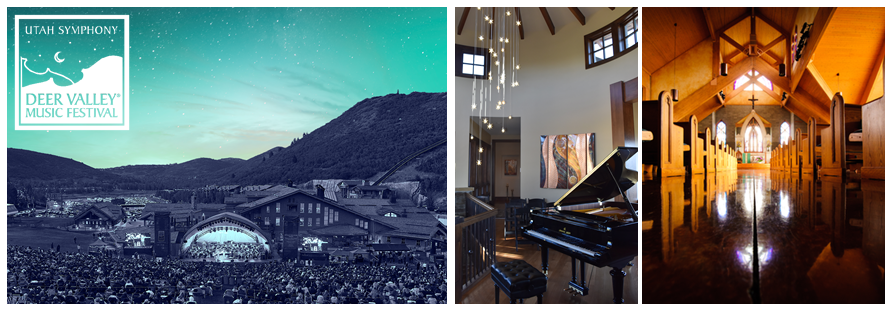 UTAH SYMPHONY
DEER VALLEY®
MUSIC FESTIVAL